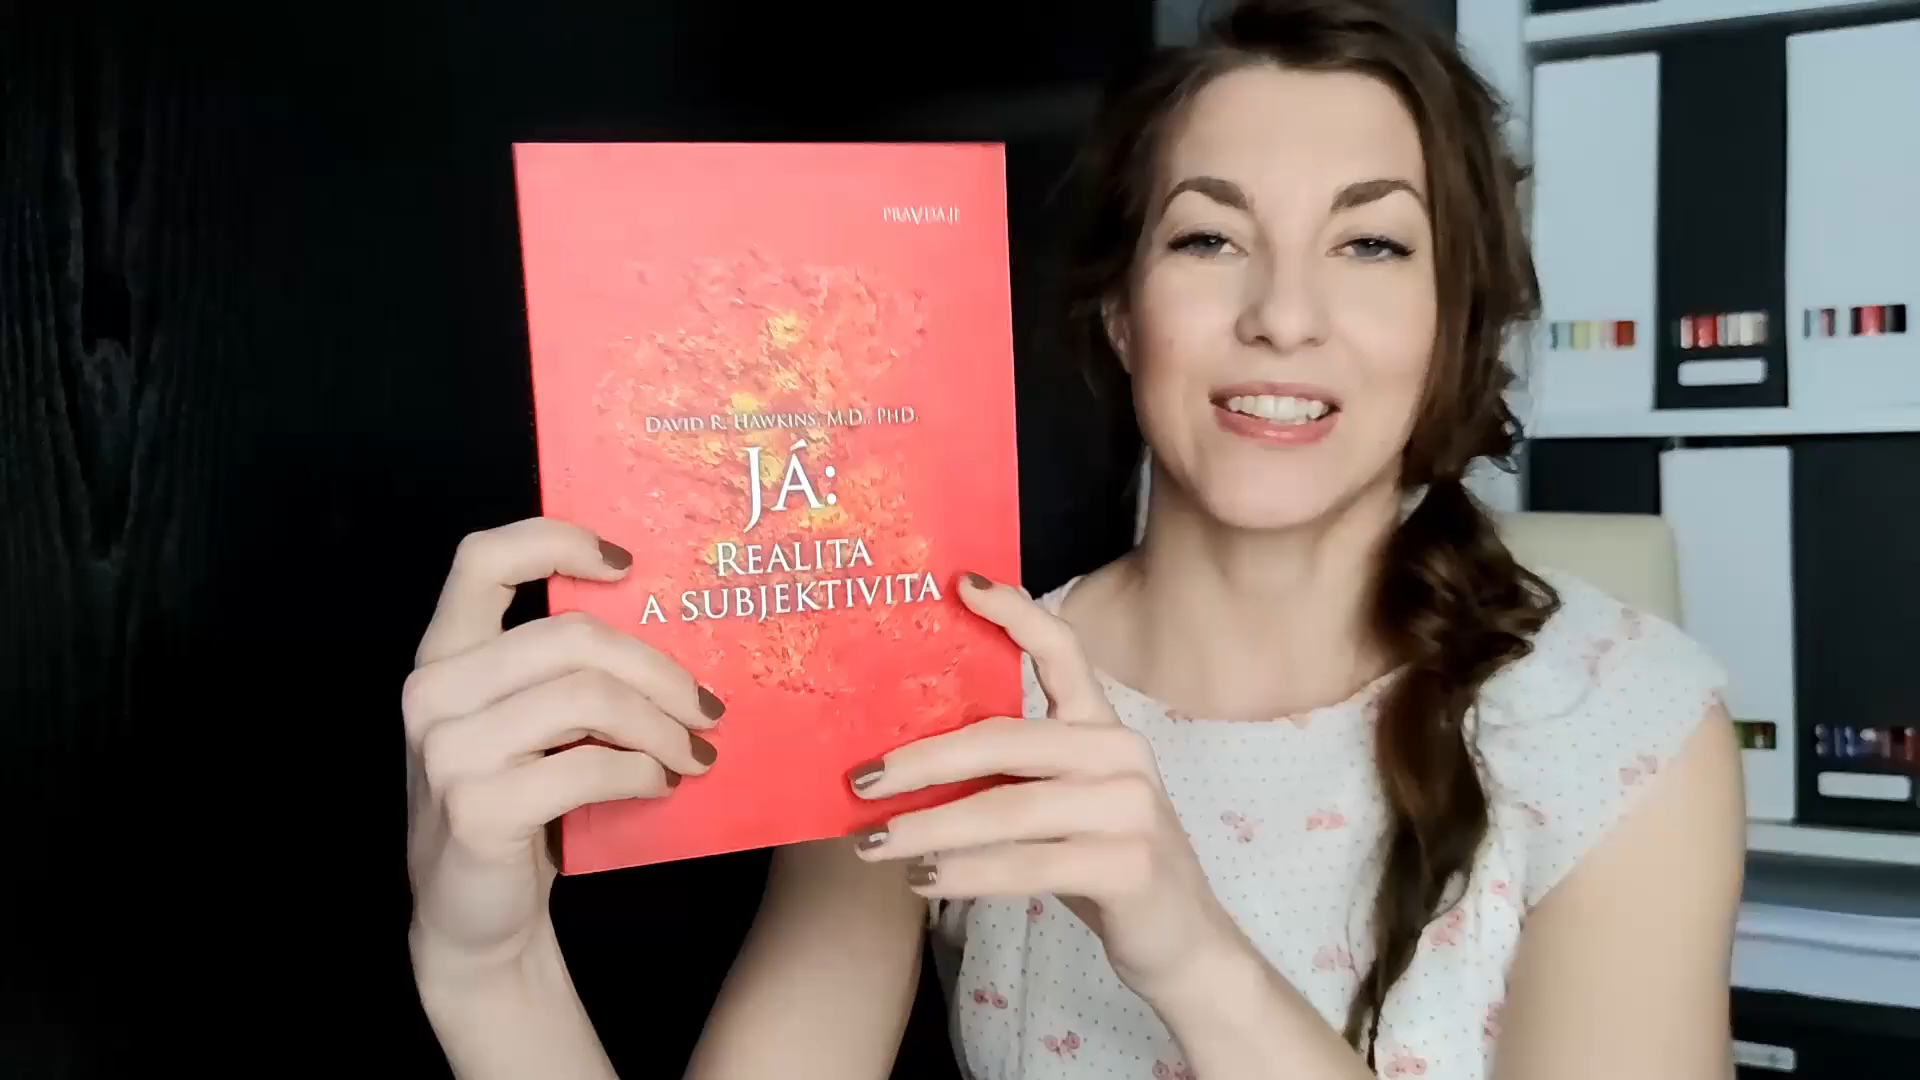 PRAVDA.JE
DAVID R. HAWKINS, M.D., PHD.
JÁ:
REALITA
A SUBJEKTIVITA